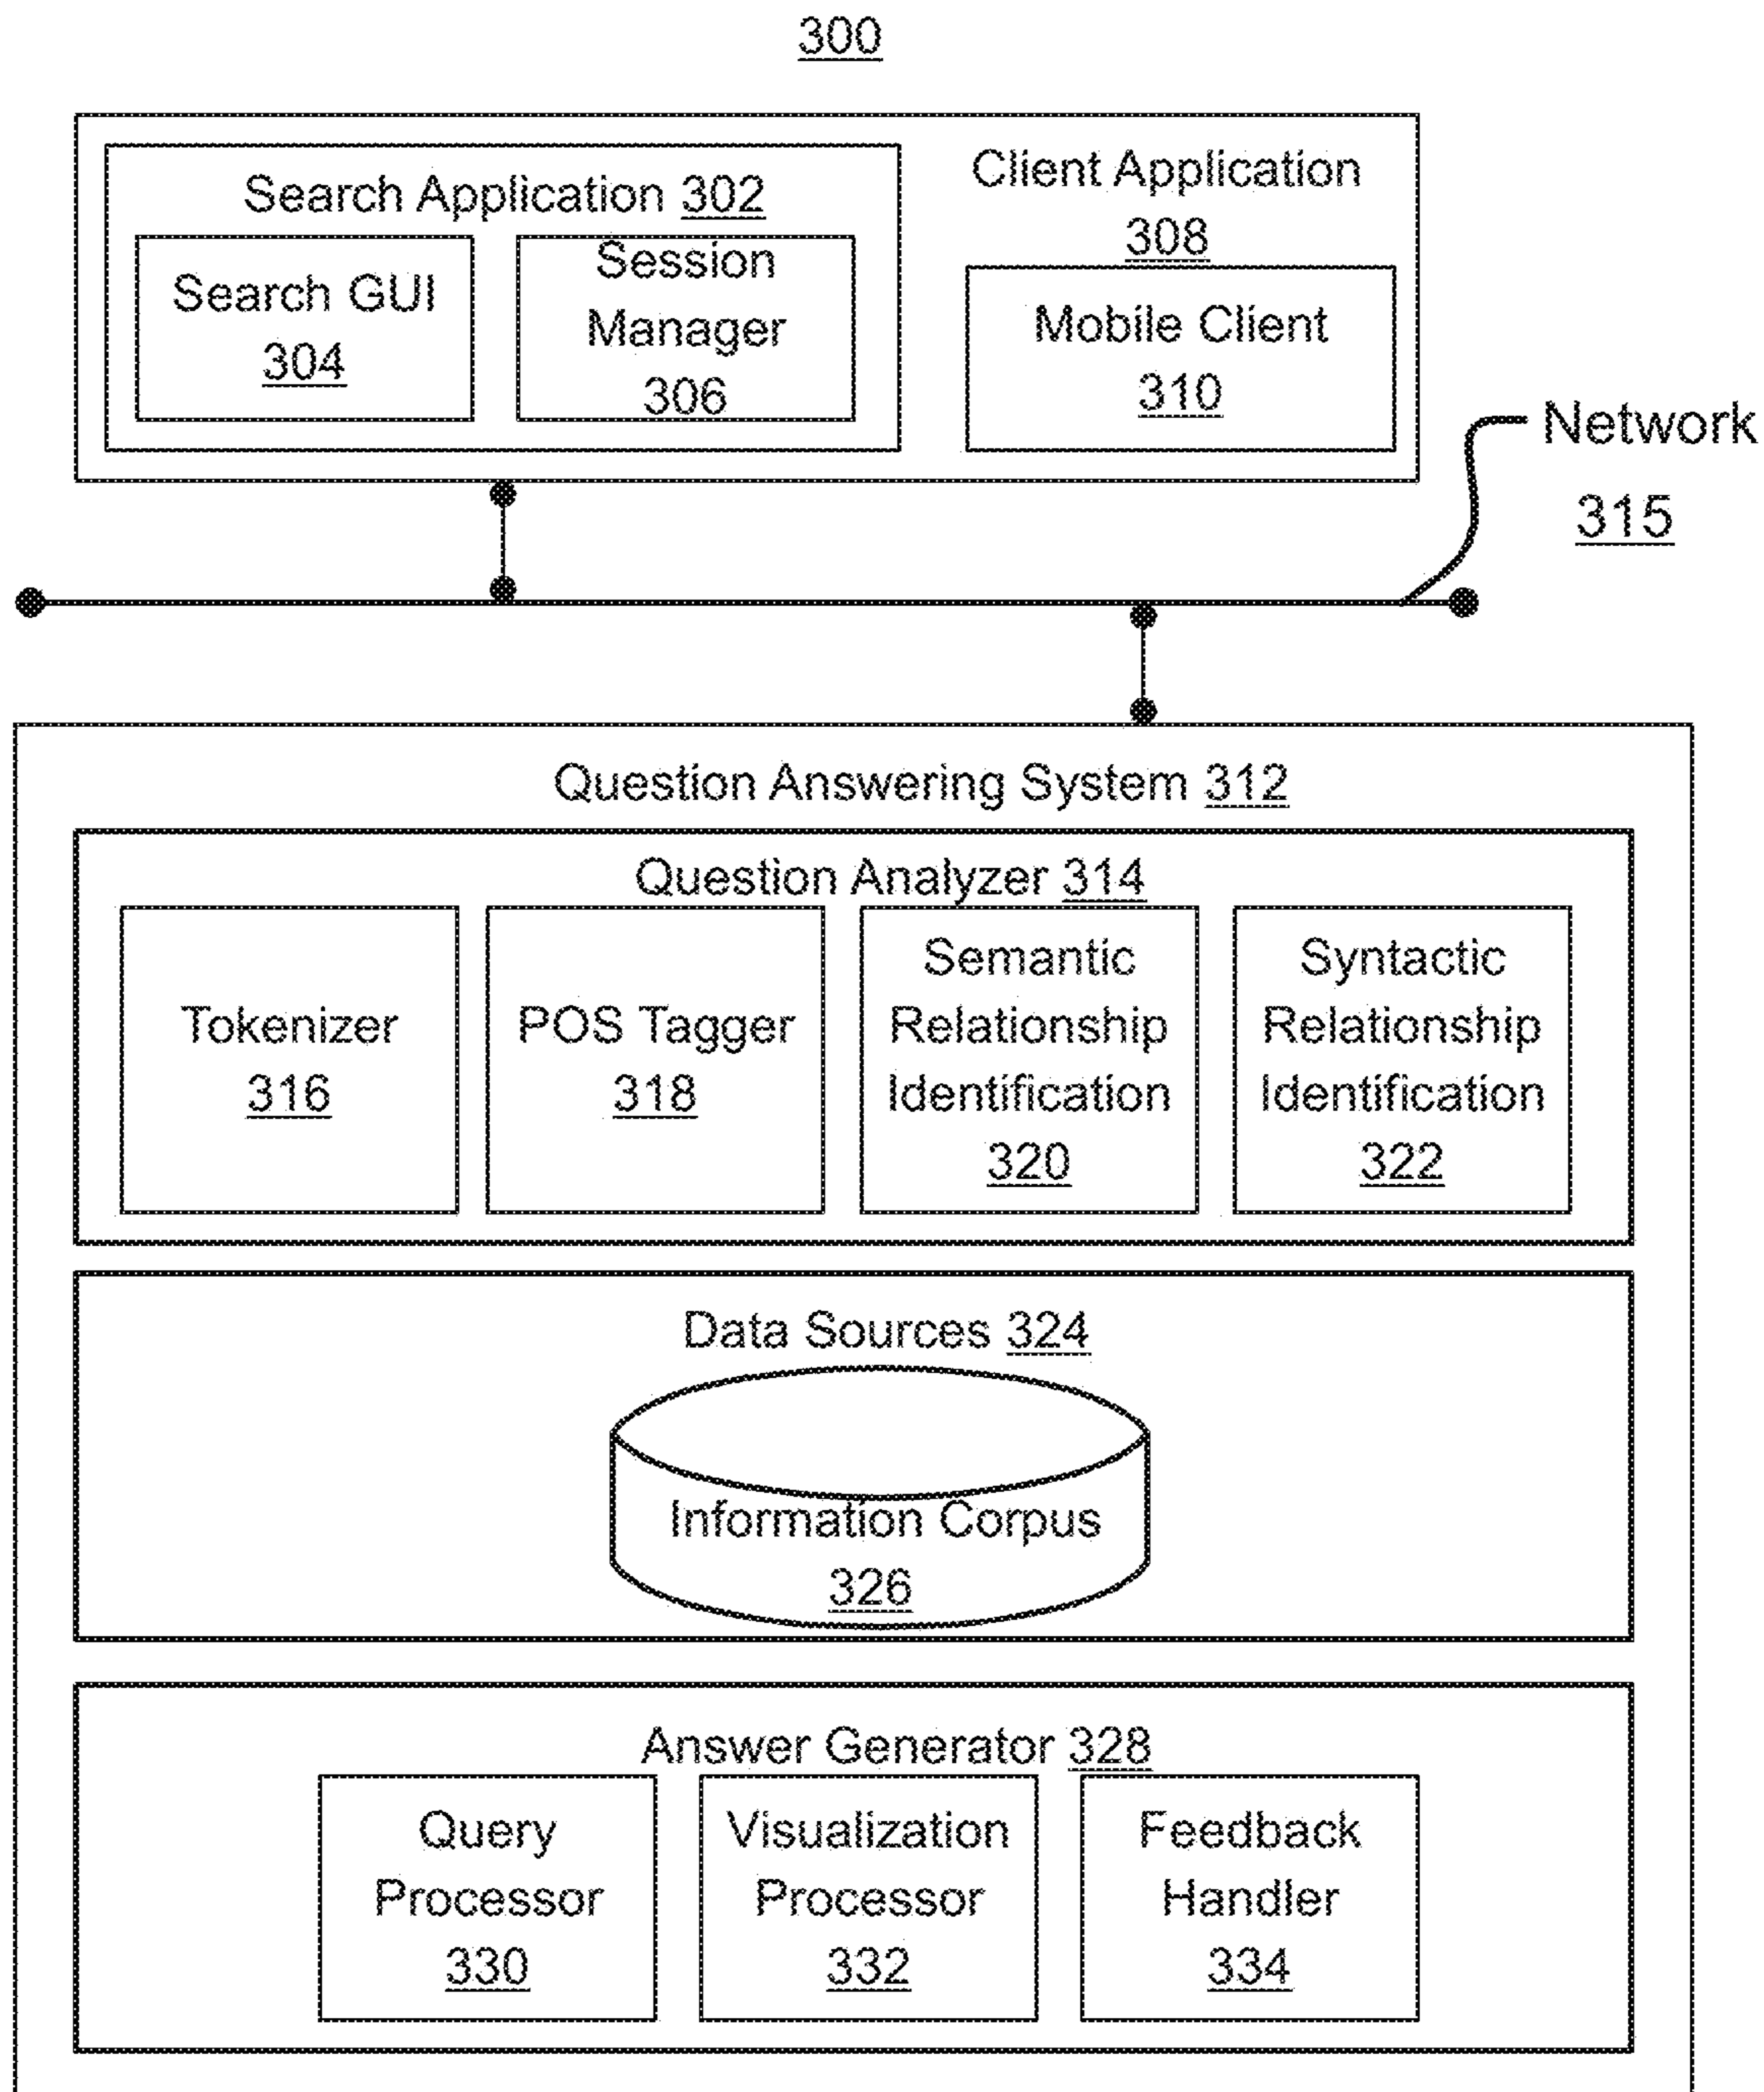 300
Search Application 302
Client Application
308
Search GUI
304
Session
Manager
306
Mobile Client
310
Network
315
Question Answering System 312
Question Analyzer 314
Tokenizer
316
POS Tagger
318
Semantic
Relationship
Identification
320
Syntactic
Relationship
Identification
322
Data Sources 324
Information Corpus
326
Answer Generator 328
Query
Processor
330
Visualization
Processor
332
Feedback
Handler
334